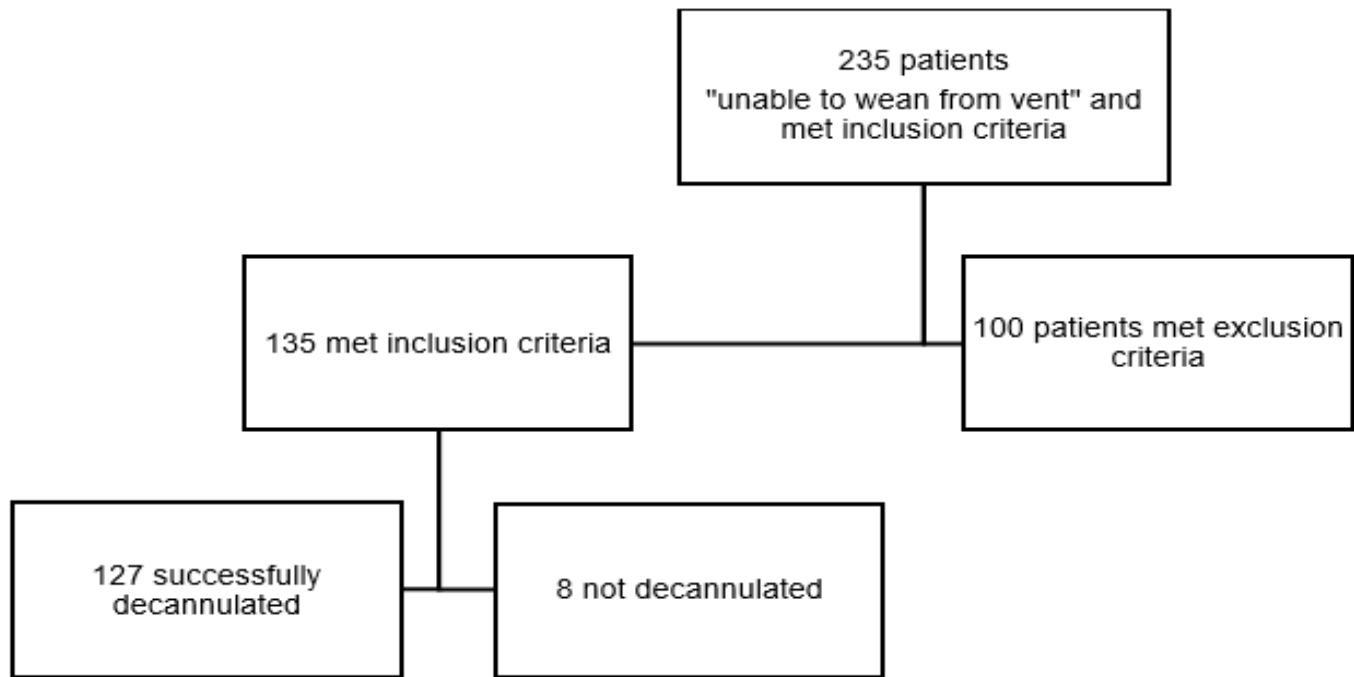 235 patients
"unable to wean from vent" and
met inclusion criteria
135 met inclusion criteria
100 patients met exclusion
criteria
127 successfully
decannulated
8 not decannulated